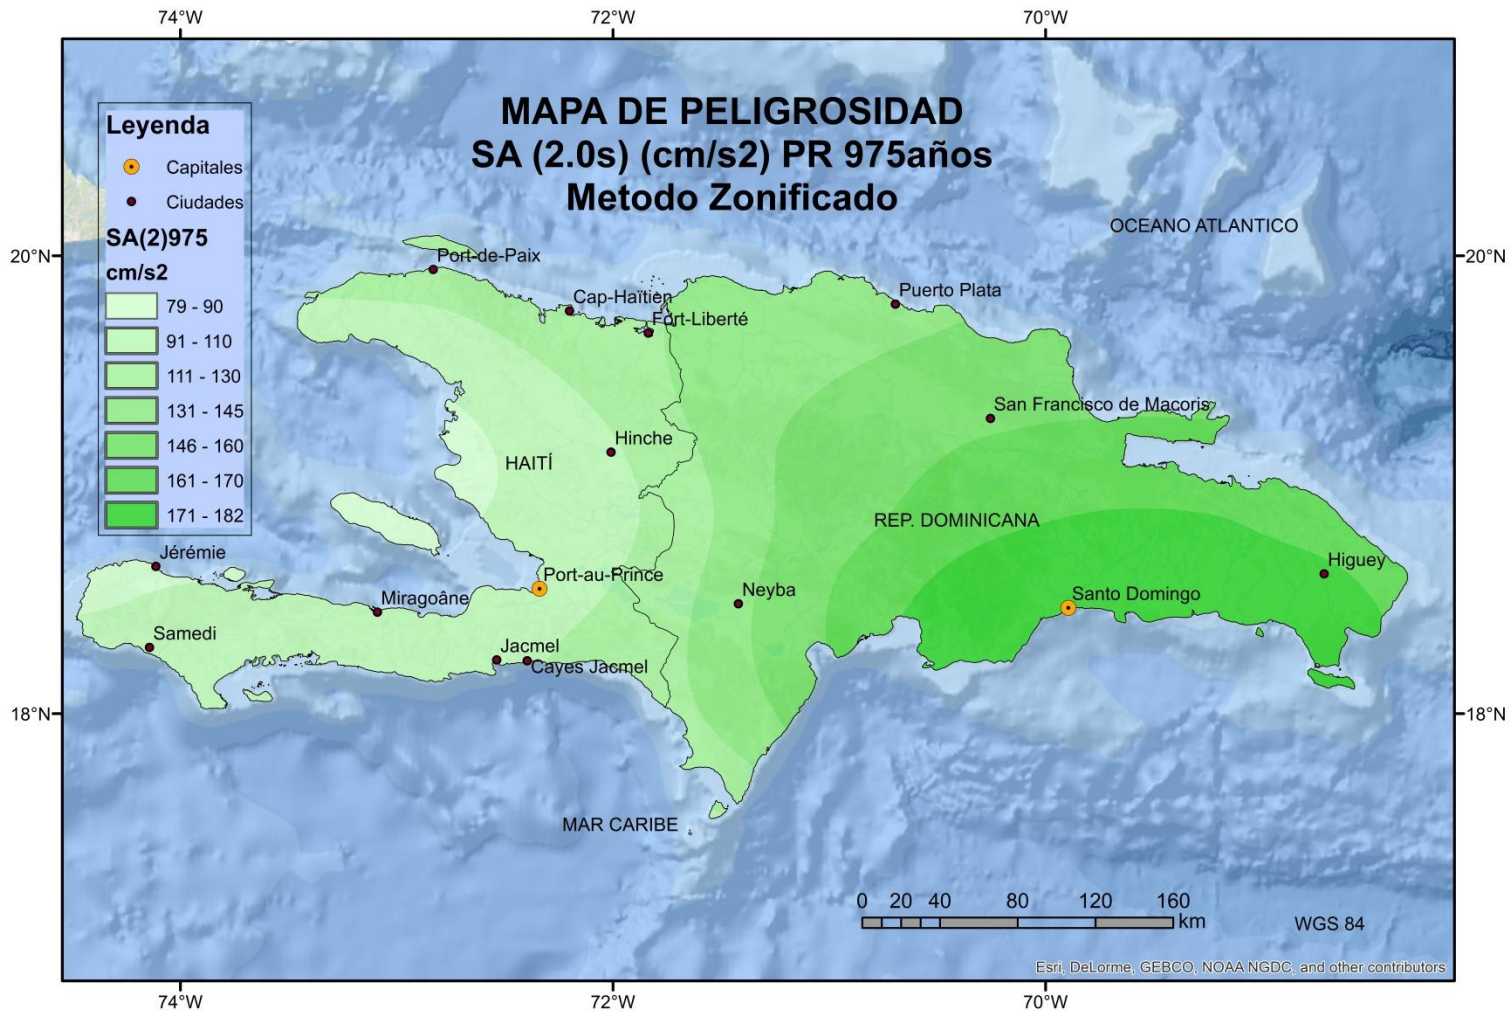 74°W
72°W
70°W
MAPA DE PELIGROSIDAD
SA (2.0s) (cm/s2) PR 975años
Metodo Zonificado
Leyenda
Capitales
Ciudades
SA(2)975
cm/s2
79 - 90
91 - 110
111 - 130
131 - 145
146 - 160
161 - 170
171 - 182
OCEANO ATLANTICO
20°N
20°N
Port-de-Paix
Cap-Haïtien
Fort-Liberté
Puerto Plata
San Francisco de Macoris
Hinche
HAITÍ
REP. DOMINICANA
Jérémie
Port-au-Prince
Miragoâne
Neyba
Higuey
Santo Domingo
Samedi
Jacmel
Cayes Jacmel
18°N
18°N
MAR CARIBE
0 20 40 80 120 160
km
WGS 84
Esri, DeLorme, GEBCO, NOAA NGDC, and other contributors
74°W
72°W
70°W